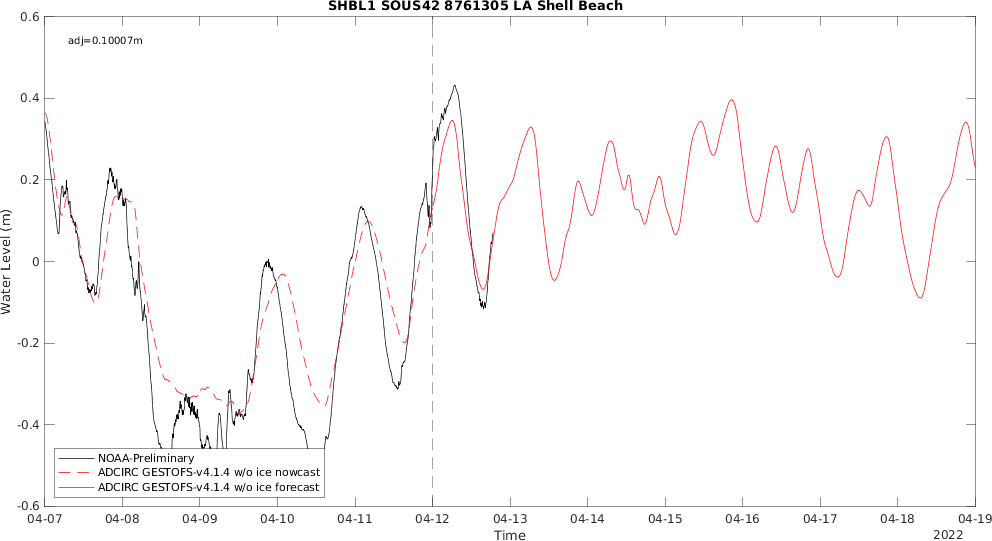 SHBL1 SOUS42 8761305 LA Shell Beach
adj=0.10007m
0.6
0.4
0.2
0
-0.2
-0.4
-0.6
Water Level (m)
NOAA-Preliminary
ADCIRC GESTOFS-v4.1.4 w/o ice nowcast
ADCIRC GESTOFS-v4.1.4 w/o ice forecast
04-07 04-08 04-09 04-10 04-11 04-12 04-13 04-14 04-15 04-16 04-17 04-18 04-19
Time
2022